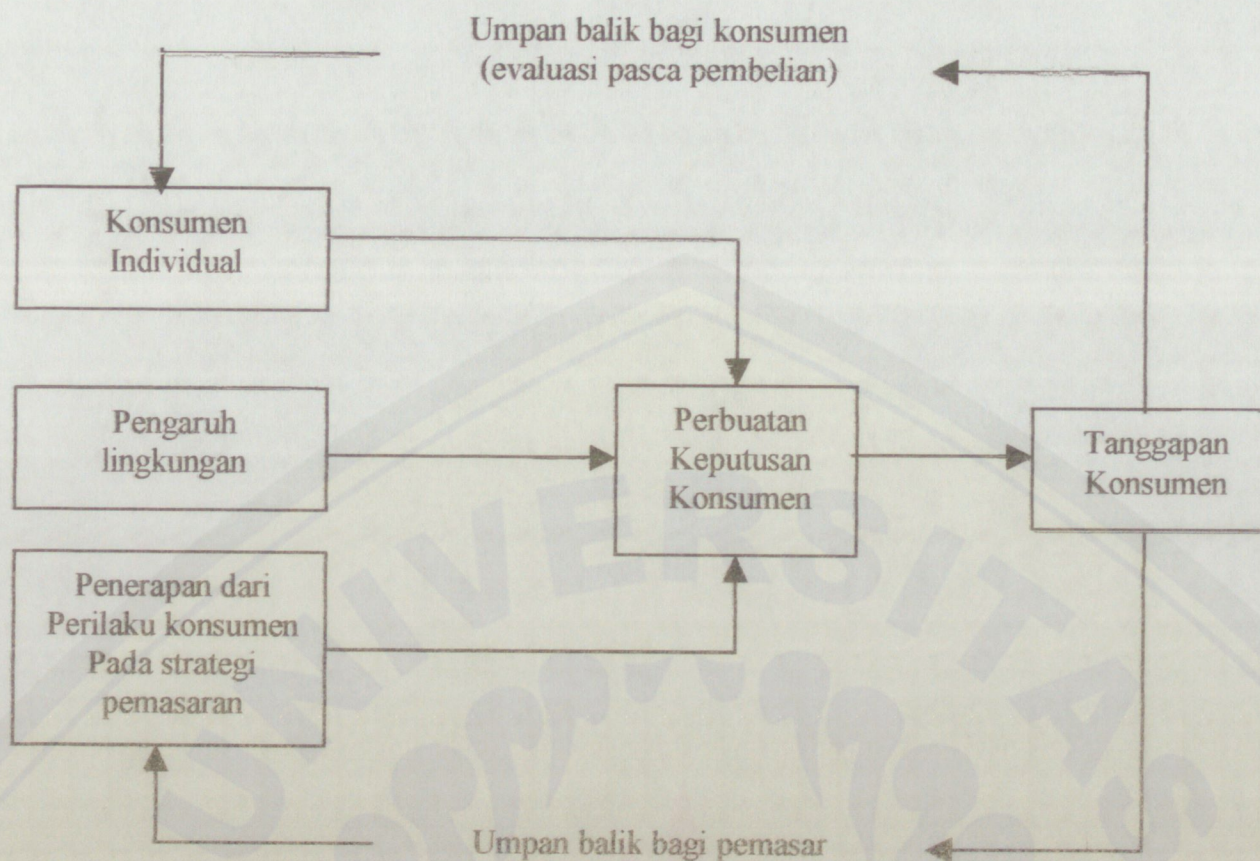 Umpan balik bagi konsumen
(evaluasi pasca pembelian)
Konsumen
Individual
Pengaruh
lingkungan
Perbuatan
Keputusan
Konsumen
Tanggapan
Konsumen
Penerapan dari
Perilaku konsumen
Pada strategi
pemasaran
Umpan balik bagi pemasar
UNIVERSITAS